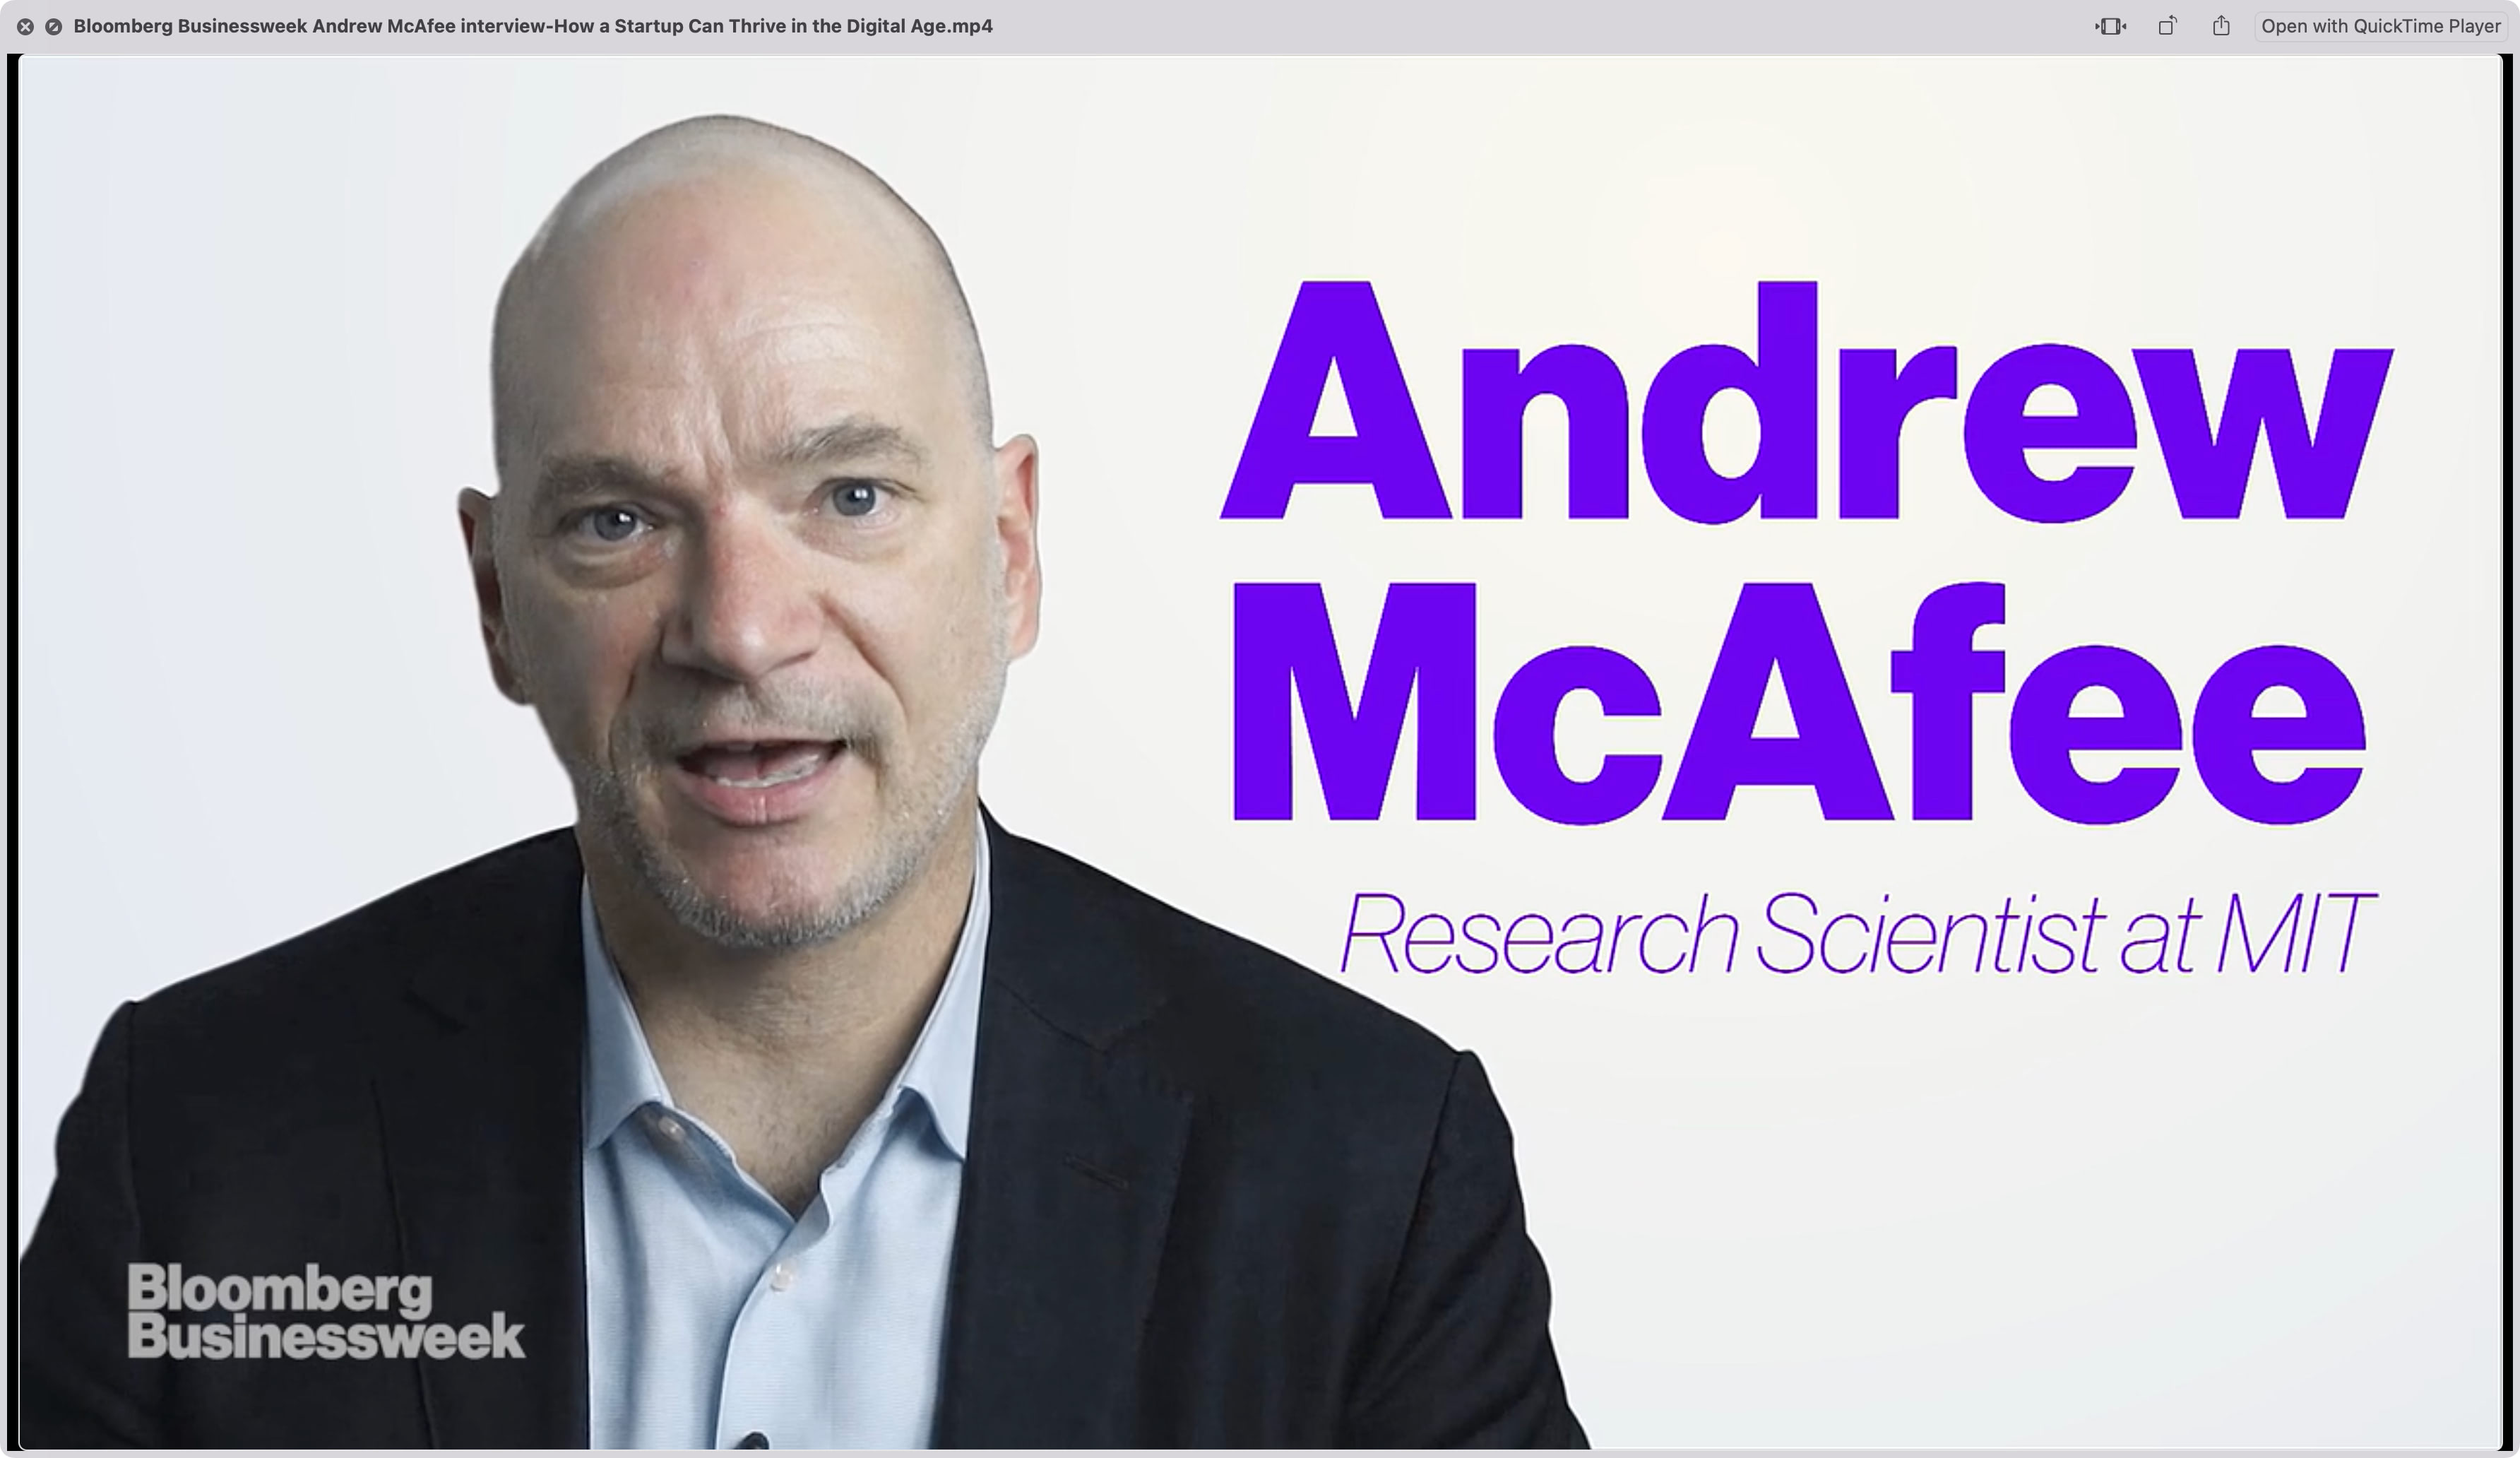 Bloomberg Businessweek Andrew McAfee interview-How a Startup Can Thrive in the Digital Age.mp4
Open with QuickTime Player
Andrew
McAfee
Research Scientist at MIT
Bloomberg
Businessweek